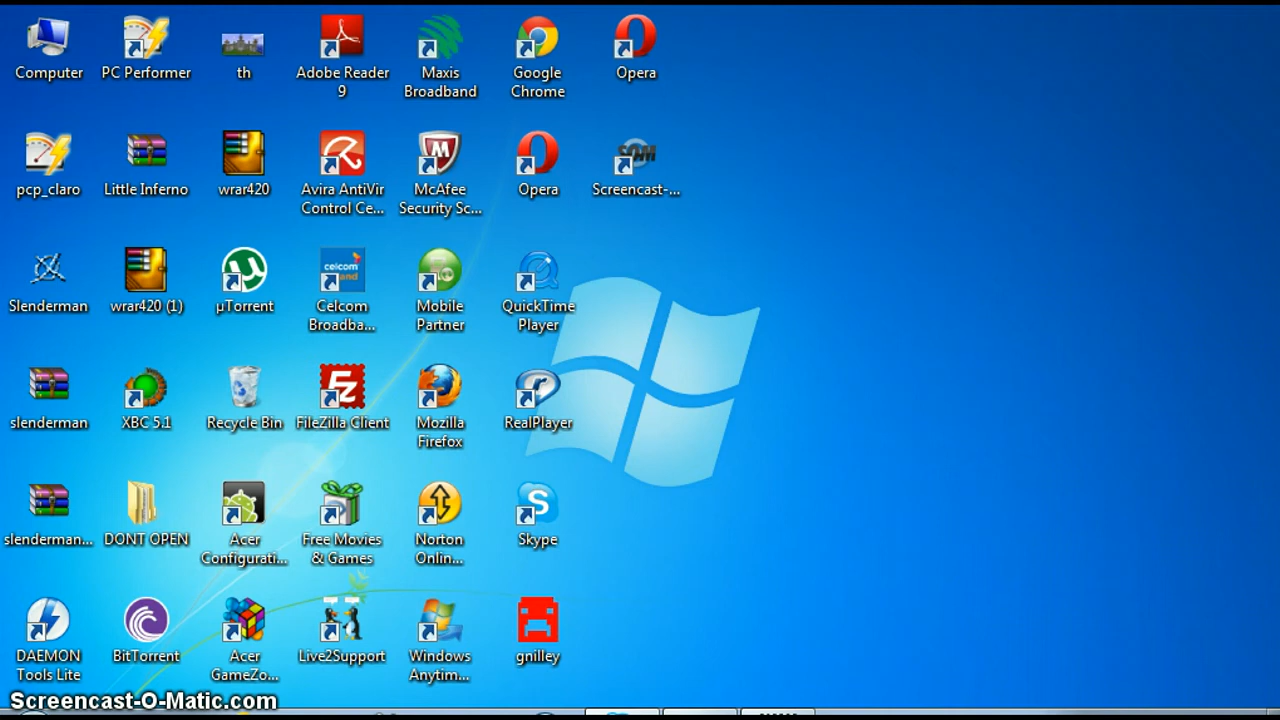 Computer
PC Performer
th
Adobe Reader
9
Maxis
Broadband
Google
Chrome
Opera
pcp_claro
Little Inferno
wrar420
Avira AntiVir
Control Ce...
McAfee
Security Sc...
Opera
Screencast-...
Slenderman
wrar420 (1)
µTorrent
celcom
Celcom
Broadba...
Mobile
Partner
QuickTime
Player
slenderman
XBC 5.1
Recycle Bin
FileZilla Client
Mozilla
Firefox
RealPlayer
slenderman...
DONT OPEN
Acer
Configurati...
Free Movies
& Games
Norton
Onlin...
Skype
DAEMON
Tools Lite
BitTorrent
Acer
GameZo...
Live2Support
Windows
Anytim...
gnilley
Screencast-O-Matic.com